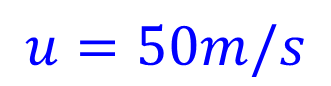 u = 50m/s